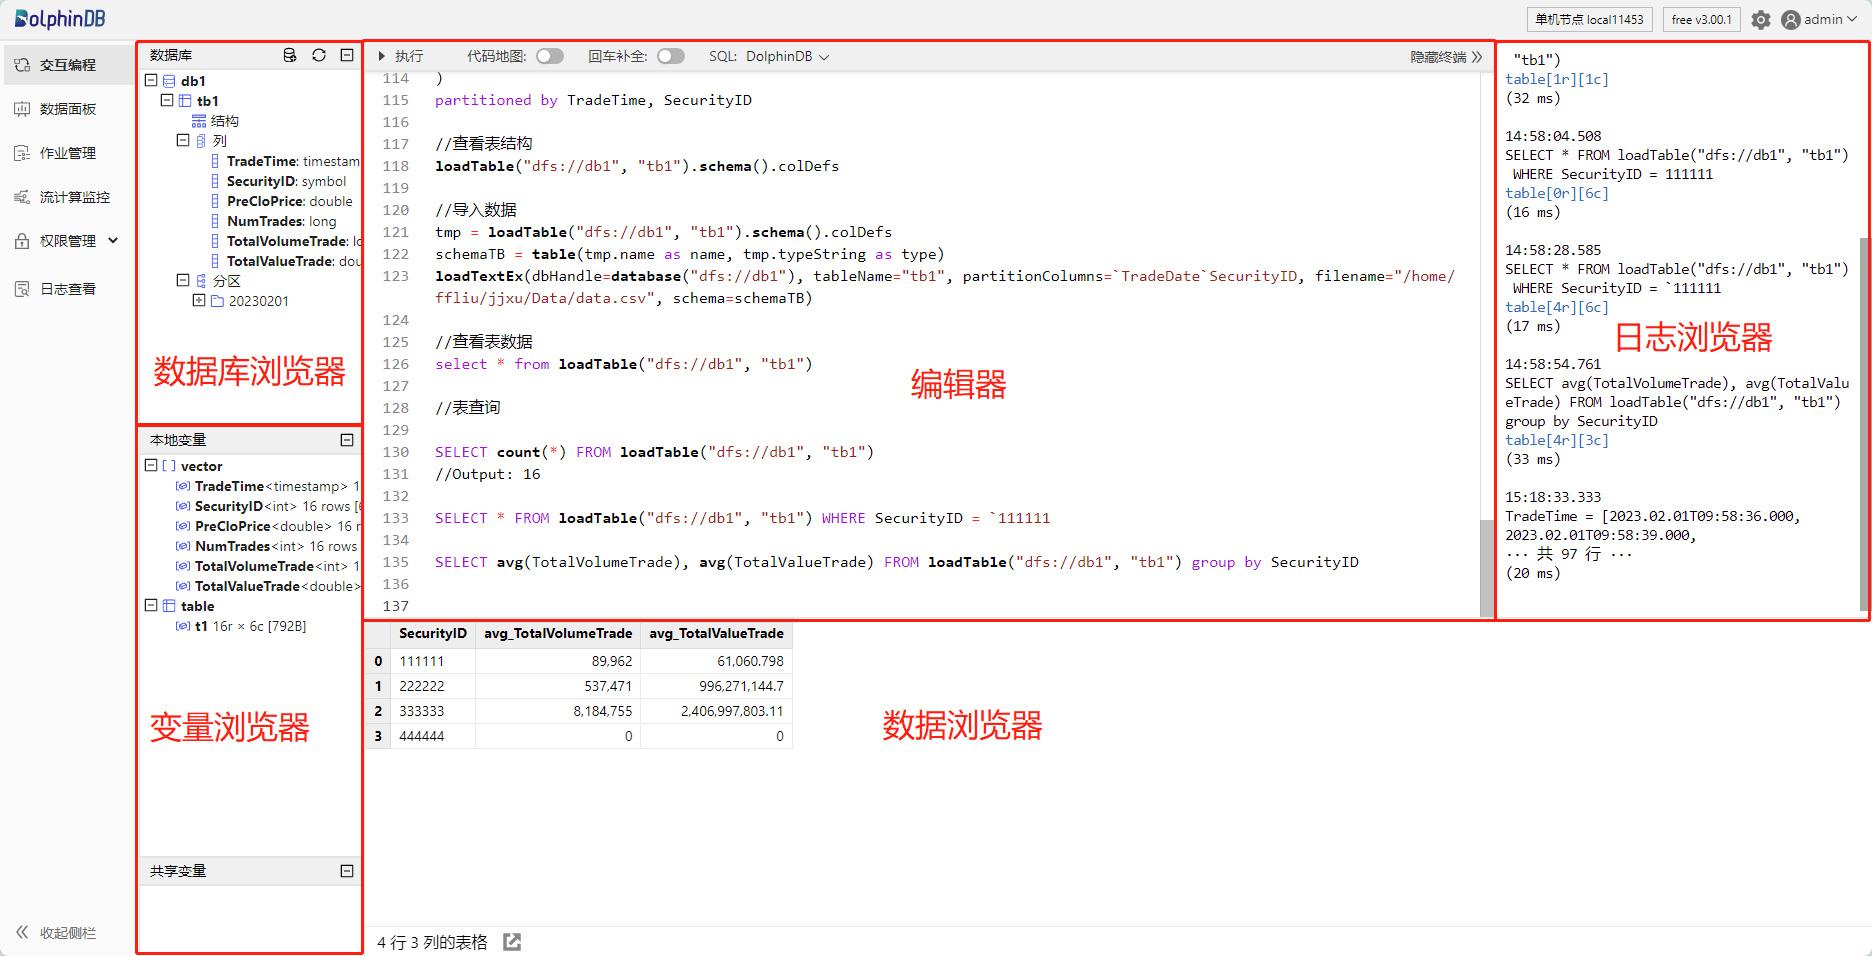 DolphinDB
单机节点 local11453
free v3.00.1
admin
交互编程
数据面板
作业管理
流计算监控
权限管理
日志查看
收起侧栏
数据库
db1
tb1
结构
列
TradeTime: timestam
SecurityID: symbol
PreCloPrice: double
NumTrades: long
TotalVolumeTrade: lo
TotalValueTrade: dou
分区
20230201
数据库浏览器
本地变量
vector
TradeTime<timestamp> 1
SecurityID<int> 16 rows [6
PreCloPrice<double> 16 r
NumTrades<int> 16 rows
TotalVolumeTrade<int> 1
TotalValueTrade<double>
table
t1 16r × 6c [792B]
变量浏览器
共享变量
执行
代码地图:
回车补全:
SQL: DolphinDB
隐藏终端
114 )
115 partitioned by TradeTime, SecurityID
116
117 //查看表结构
118 loadTable("dfs://db1", "tb1").schema().colDefs
119
120 //导入数据
121 tmp = loadTable("dfs://db1", "tb1").schema().colDefs
122 schemaTB = table(tmp.name as name, tmp.typeString as type)
123 loadTextEx(dbHandle=database("dfs://db1"), tableName="tb1", partitionColumns=`TradeDate`SecurityID, filename="/home/
ffliu/jjxu/Data/data.csv", schema=schemaTB)
124
125 //查看表数据
126 select * from loadTable("dfs://db1", "tb1")
127
128 //表查询
129
130 SELECT count(*) FROM loadTable("dfs://db1", "tb1")
131 //Output: 16
132
133 SELECT * FROM loadTable("dfs://db1", "tb1") WHERE SecurityID = `111111
134
135 SELECT avg(TotalVolumeTrade), avg(TotalValueTrade) FROM loadTable("dfs://db1", "tb1") group by SecurityID
136
137
编辑器
"tb1")
table[1r][1c]
(32 ms)
14:58:04.508
SELECT * FROM loadTable("dfs://db1", "tb1")
WHERE SecurityID = 111111
table[0r][6c]
(16 ms)
14:58:28.585
SELECT * FROM loadTable("dfs://db1", "tb1")
WHERE SecurityID = `111111
table[4r][6c]
(17 ms)
日志浏览器
14:58:54.761
SELECT avg(TotalVolumeTrade), avg(TotalValu
eTrade) FROM loadTable("dfs://db1", "tb1")
group by SecurityID
table[4r][3c]
(33 ms)
15:18:33.333
TradeTime = [2023.02.01T09:58:36.000,
2023.02.01T09:58:39.000,
··· 共 97 行 ···
(20 ms)
SecurityID avg_TotalVolumeTrade avg_TotalValueTrade
0 111111 89,962 61,060.798
1 222222 537,471 996,271,144.7
2 333333 8,184,755 2,406,997,803.11
3 444444 0 0
数据浏览器
4 行 3 列的表格